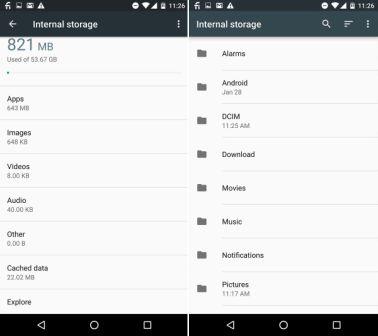 11:26
Internal storage
821 MB
Used of 53.67 GB
Apps
643 MB
Images
648 KB
Videos
8.00 KB
Audio
40.00 KB
Other
0.00 B
Cached data
22.02 MB
Explore
11:26
Internal storage
Alarms
Android
Jan 28
DCIM
11:25 AM
Download
Movies
Music
Notifications
Pictures
11:17 AM